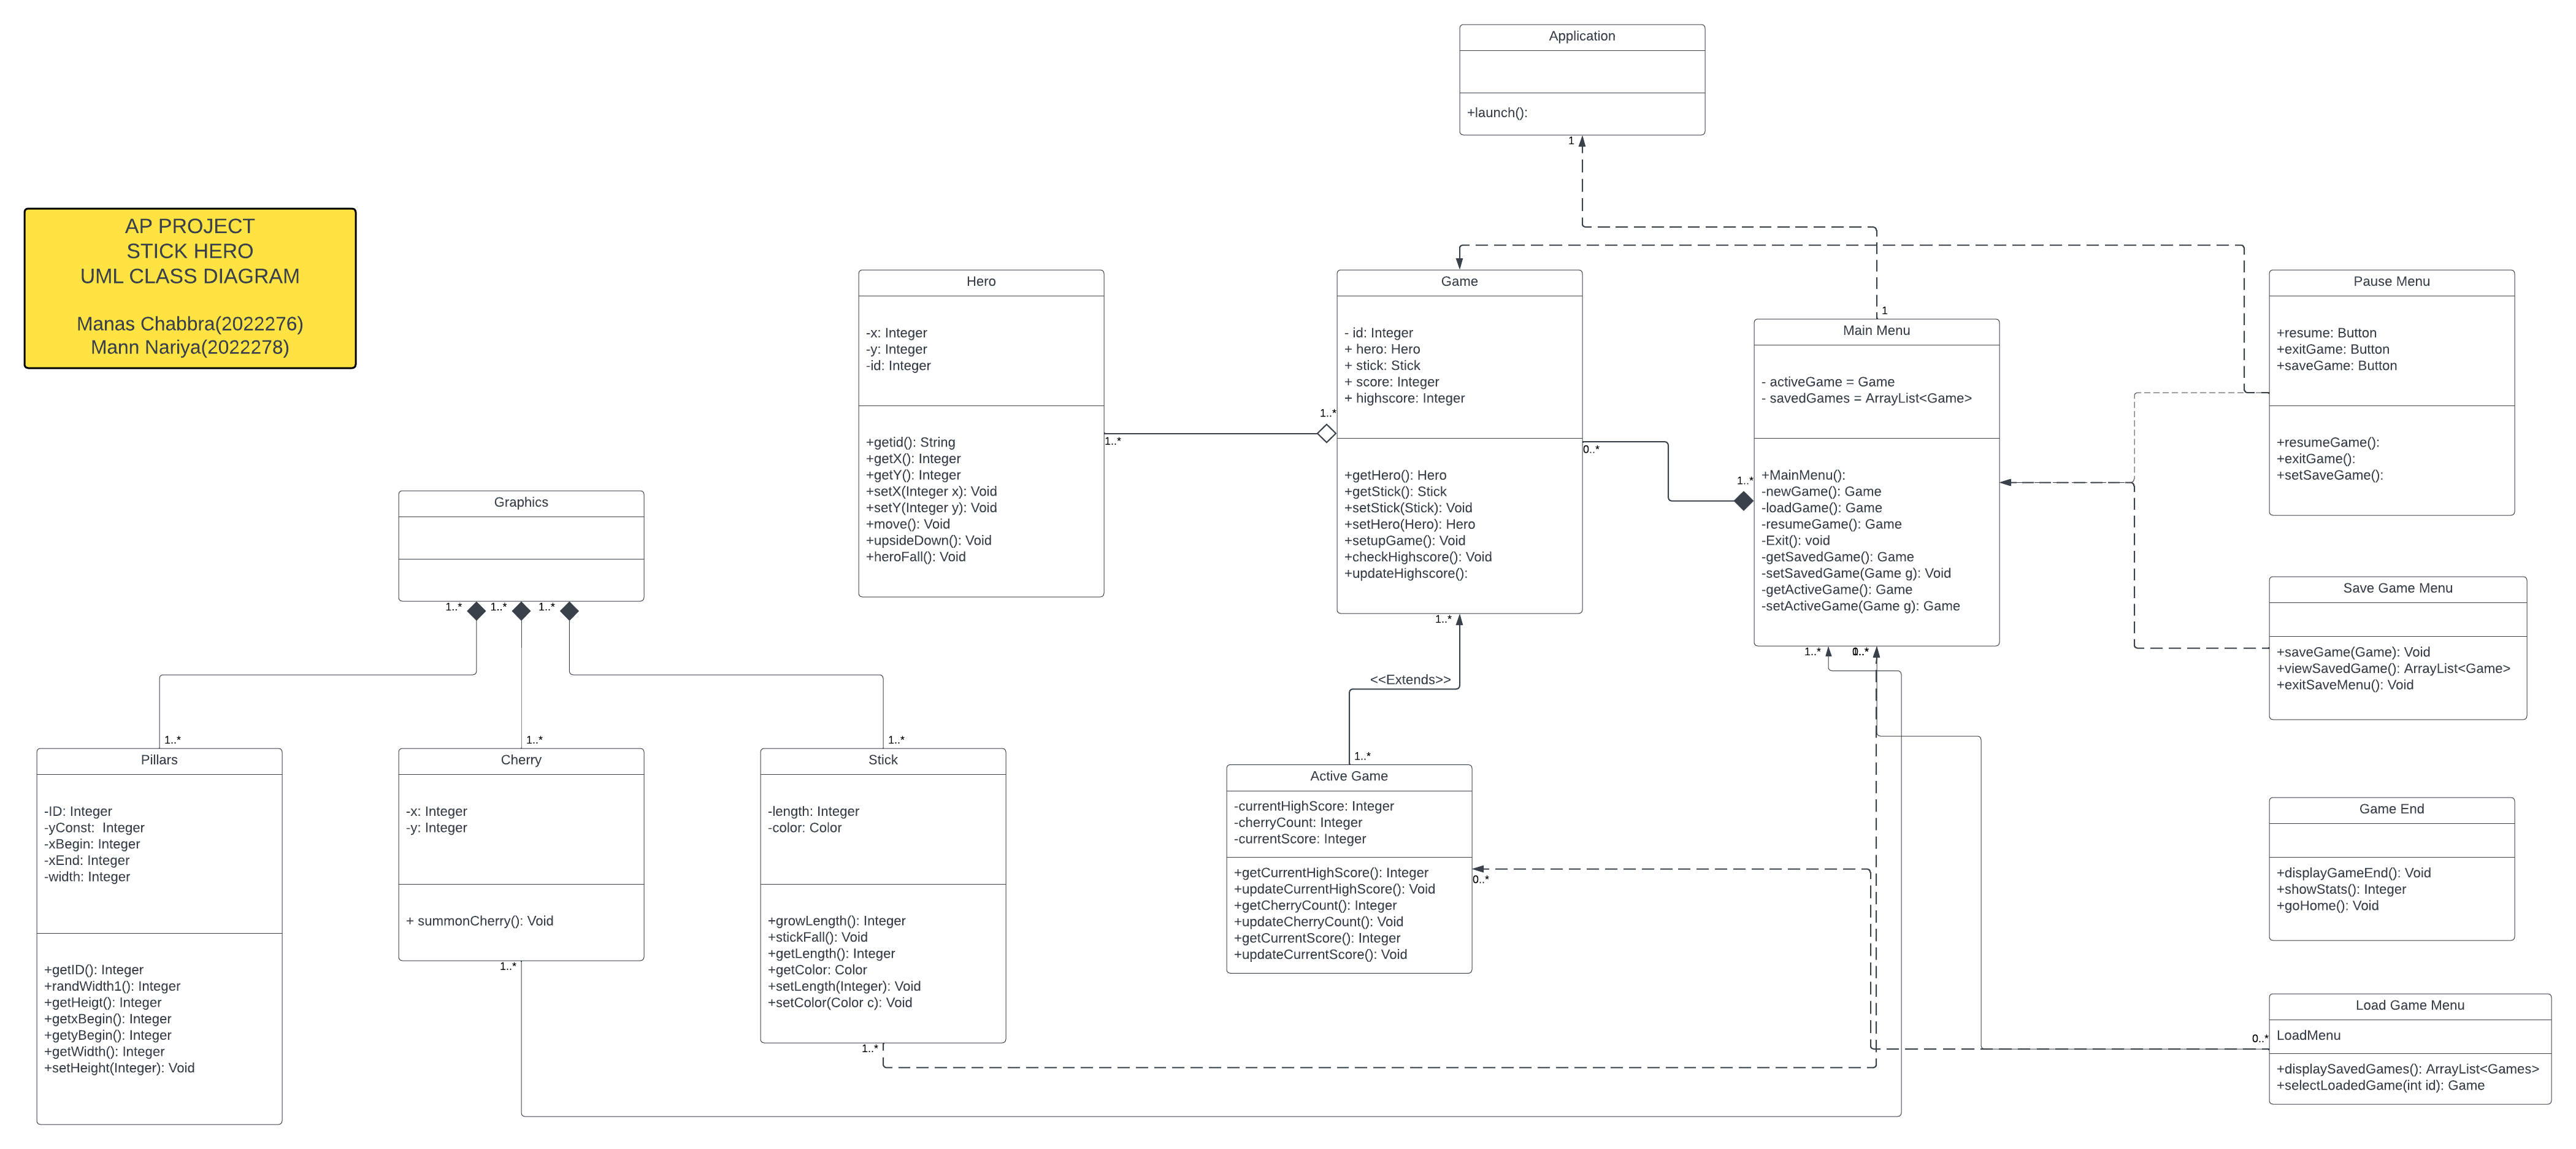 Application
+launch():
1
AP PROJECT
STICK HERO
UML CLASS DIAGRAM
Manas Chabbra(2022276)
Mann Nariya(2022278)
Hero
-x: Integer
-y: Integer
-id: Integer
+getid(): String
+getX(): Integer
+getY(): Integer
+setX(Integer x): Void
+setY(Integer y): Void
+move(): Void
+upsideDown(): Void
+heroFall(): Void
1..*
1..*
Game
- id: Integer
+ hero: Hero
+ stick: Stick
+ score: Integer
+ highscore: Integer
+getHero(): Hero
+getStick(): Stick
+setStick(Stick): Void
+setHero(Hero): Hero
+setupGame(): Void
+checkHighscore(): Void
+updateHighscore():
0..*
1..*
1
Main Menu
- activeGame = Game
- savedGames = ArrayList<Game>
+MainMenu():
-newGame(): Game
-loadGame(): Game
-resumeGame(): Game
-Exit(): void
-getSavedGame(): Game
-setSavedGame(Game g): Void
-getActiveGame(): Game
-setActiveGame(Game g): Game
1..*
Pause Menu
+resume: Button
+exitGame: Button
+saveGame: Button
+resumeGame():
+exitGame():
+setSaveGame():
Save Game Menu
+saveGame(Game): Void
+viewSavedGame(): ArrayList<Game>
+exitSaveMenu(): Void
Graphics
1..*
1..*
1..*
1..*
<<Extends>>
1..*
1..*
1..*
1..*
Pillars
-ID: Integer
-yConst:  Integer
-xBegin: Integer
-xEnd: Integer
-width: Integer
+getID(): Integer
+randWidth1(): Integer
+getHeigt(): Integer
+getxBegin(): Integer
+getyBegin(): Integer
+getWidth(): Integer
+setHeight(Integer): Void
Cherry
-x: Integer
-y: Integer
+ summonCherry(): Void
1..*
Stick
-length: Integer
-color: Color
+growLength(): Integer
+stickFall(): Void
+getLength(): Integer
+getColor: Color
+setLength(Integer): Void
+setColor(Color c): Void
1..*
Active Game
-currentHighScore: Integer
-cherryCount: Integer
-currentScore: Integer
+getCurrentHighScore(): Integer
+updateCurrentHighScore(): Void
+getCherryCount(): Integer
+updateCherryCount(): Void
+getCurrentScore(): Integer
+updateCurrentScore(): Void
0..*
Game End
+displayGameEnd(): Void
+showStats(): Integer
+goHome(): Void
Load Game Menu
LoadMenu
+displaySavedGames(): ArrayList<Games>
+selectLoadedGame(int id): Game
0..*